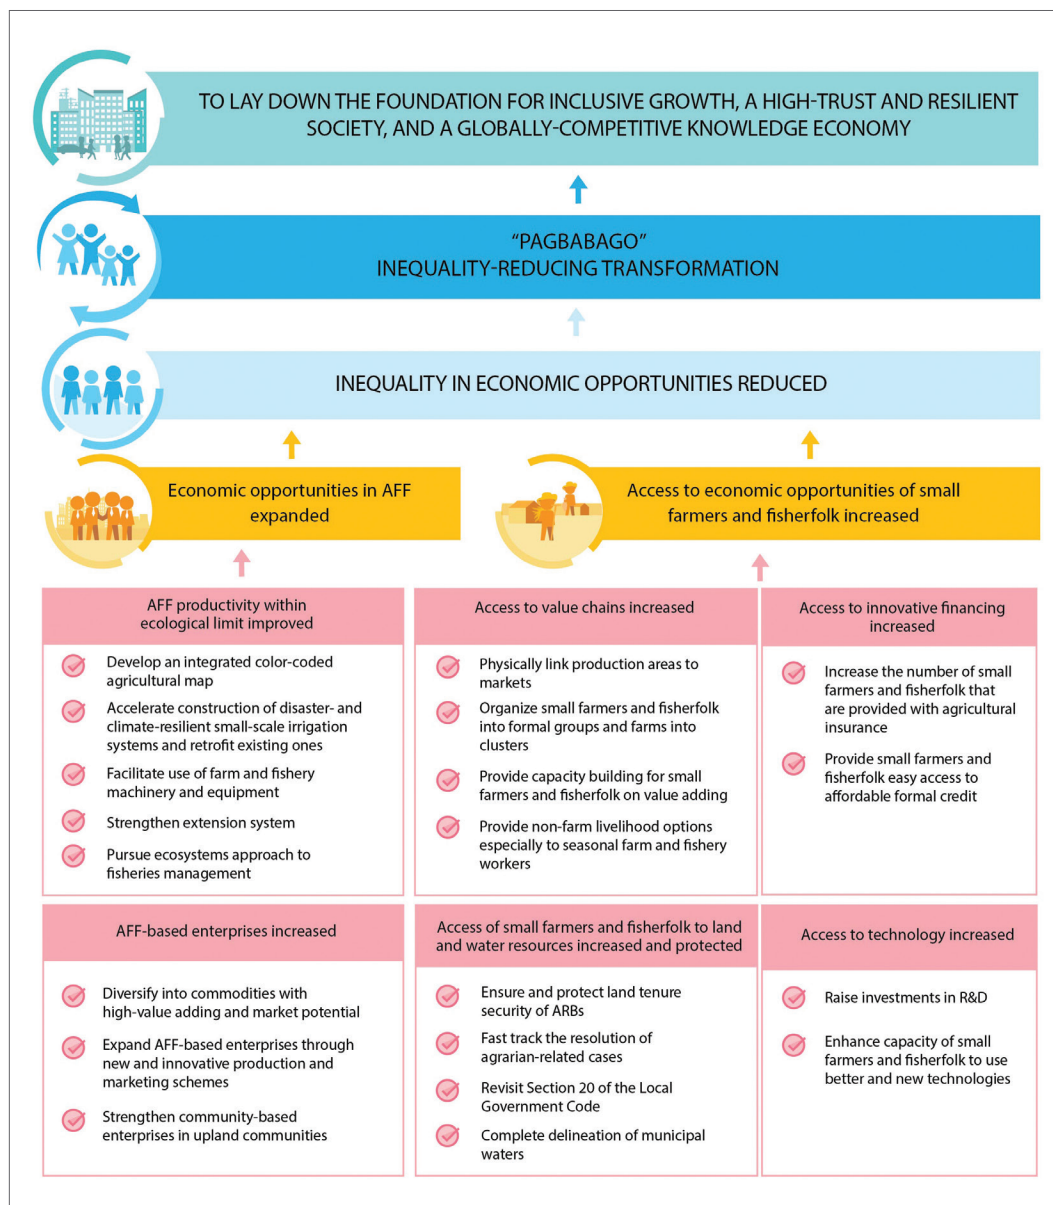 TO LAY DOWN THE FOUNDATION FOR INCLUSIVE GROWTH, A HIGH-TRUST AND RESILIENT
SOCIETY, AND A GLOBALLY-COMPETITIVE KNOWLEDGE ECONOMY
“PAGBABAGO”
INEQUALITY-REDUCING TRANSFORMATION
INEQUALITY IN ECONOMIC OPPORTUNITIES REDUCED
Economic opportunities in AFF
expanded
Access to economic opportunities of small
farmers and fisherfolk increased
AFF productivity within
ecological limit improved
Develop an integrated color-coded
agricultural map
Accelerate construction of disaster- and
climate-resilient small-scale irrigation
systems and retrofit existing ones
Facilitate use of farm and fishery
machinery and equipment
Strengthen extension system
Pursue ecosystems approach to
fisheries management
Access to value chains increased
Physically link production areas to
markets
Organize small farmers and fisherfolk
into formal groups and farms into
clusters
Provide capacity building for small
farmers and fisherfolk on value adding
Provide non-farm livelihood options
especially to seasonal farm and fishery
workers
Access to innovative financing
increased
Increase the number of small
farmers and fisherfolk that
are provided with agricultural
insurance
Provide small farmers and
fisherfolk easy access to
affordable formal credit
AFF-based enterprises increased
Diversify into commodities with
high-value adding and market potential
Expand AFF-based enterprises through
new and innovative production and
marketing schemes
Strengthen community-based
enterprises in upland communities
Access of small farmers and fisherfolk to land
and water resources increased and protected
Ensure and protect land tenure
security of ARBs
Fast track the resolution of
agrarian-related cases
Revisit Section 20 of the Local
Government Code
Complete delineation of municipal
waters
Access to technology increased
Raise investments in R&D
Enhance capacity of small
farmers and fisherfolk to use
better and new technologies